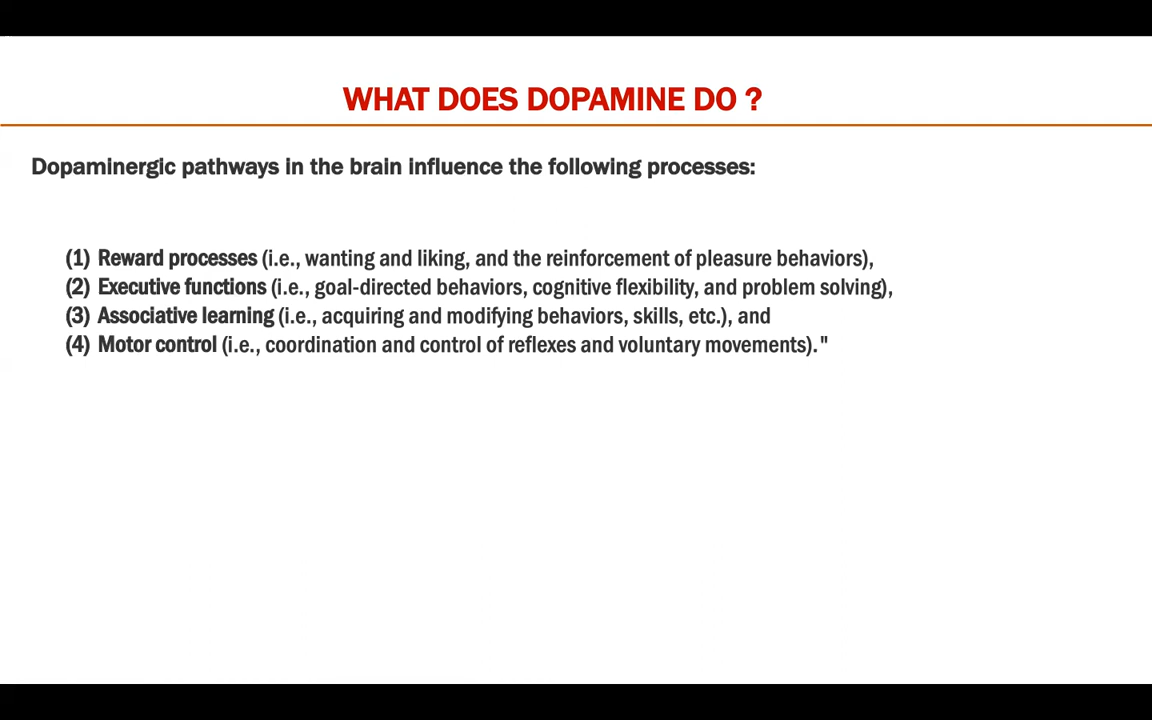 WHAT DOES DOPAMINE DO ?
Dopaminergic pathways in the brain influence the following processes:
(1) Reward processes (i.e., wanting and liking, and the reinforcement of pleasure behaviors),
(2) Executive functions (i.e., goal-directed behaviors, cognitive flexibility, and problem solving),
(3) Associative learning (i.e., acquiring and modifying behaviors, skills, etc.), and
(4) Motor control (i.e., coordination and control of reflexes and voluntary movements)."